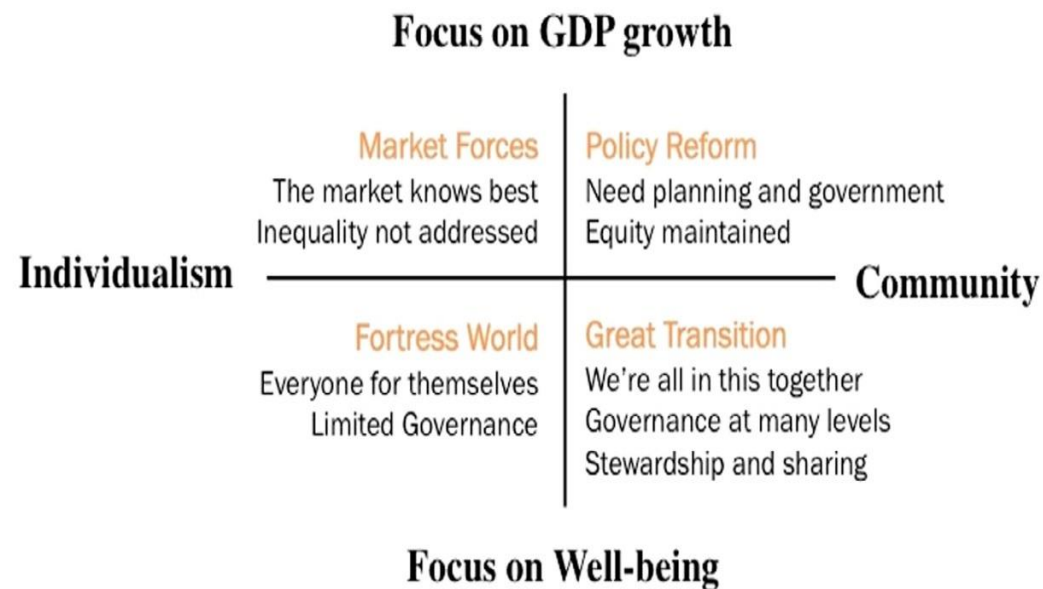 Focus on GDP growth
Market Forces
The market knows best
Inequality not addressed
Policy Reform
Need planning and government
Equity maintained
Individualism
Community
Fortress World
Everyone for themselves
Limited Governance
Great Transition
We're all in this together
Governance at many levels
Stewardship and sharing
Focus on Well-being